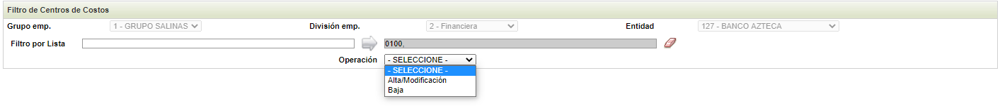 Filtro de Centros de Costos
Grupo emp. 1 - GRUPO SALINAS División emp. 2 - Financiera Entidad 127 - BANCO AZTECA
Filtro por Lista 0100,
Operación - SELECCIONE -
- SELECCIONE -
Alta/Modificación
Baja